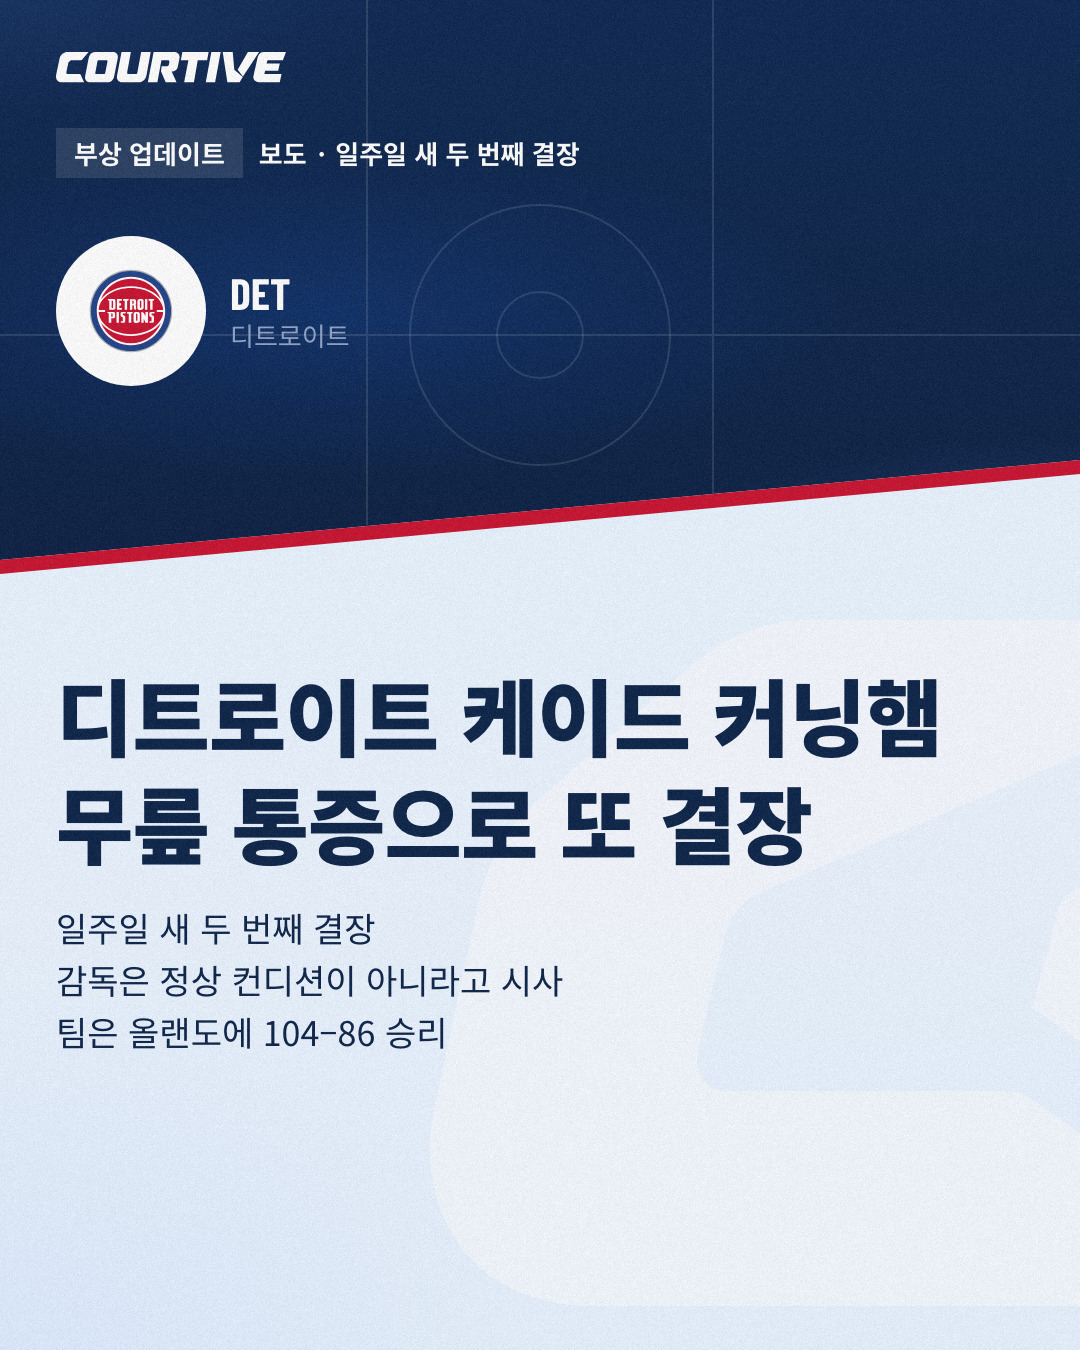 COURTIVE
부상 업데이트 보도 · 일주일 새 두 번째 결장
DETROIT
PISTONS
DET
디트로이트
디트로이트 케이드 커닝햄
무릎 통증으로 또 결장
일주일 새 두 번째 결장
감독은 정상 컨디션이 아니라고 시사
팀은 올랜도에 104–86 승리